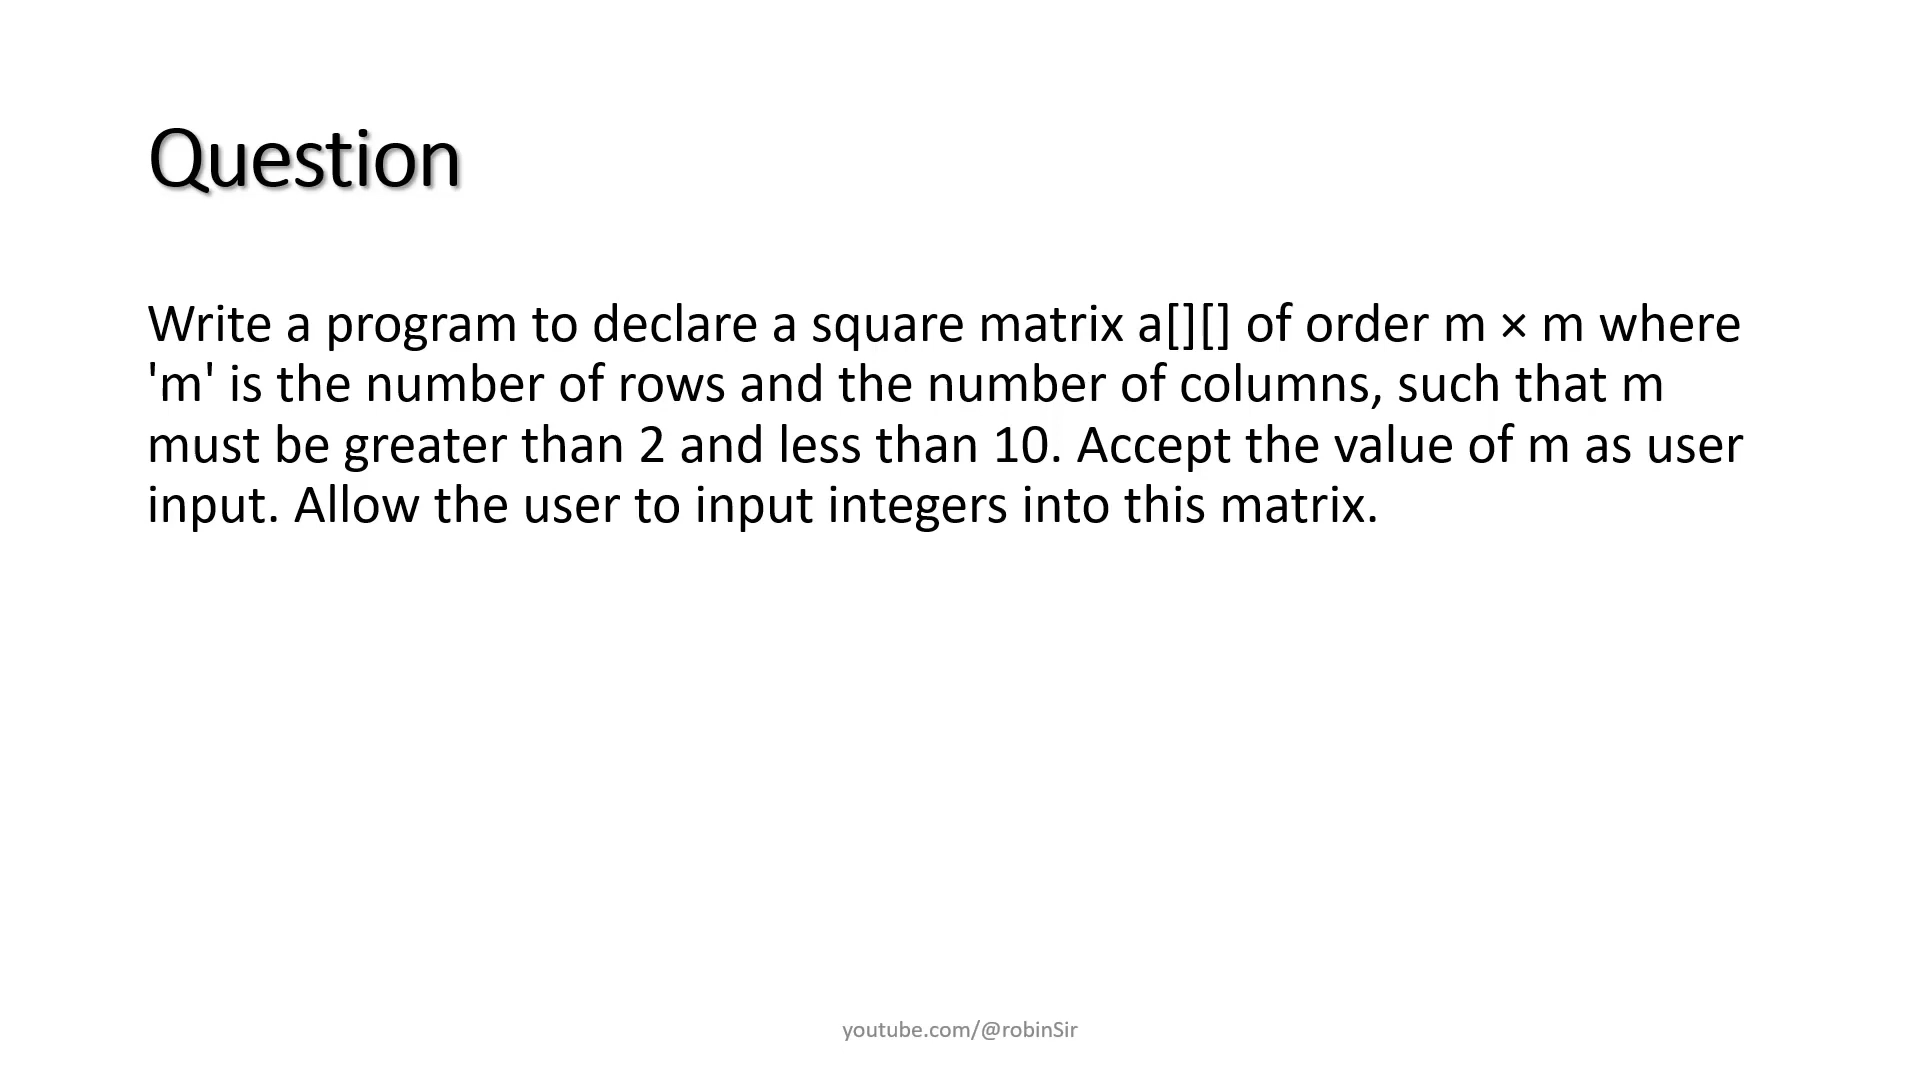 Question
Write a program to declare a square matrix a[][] of order m × m where
'm' is the number of rows and the number of columns, such that m
must be greater than 2 and less than 10. Accept the value of m as user
input. Allow the user to input integers into this matrix.
youtube.com/@robinSir